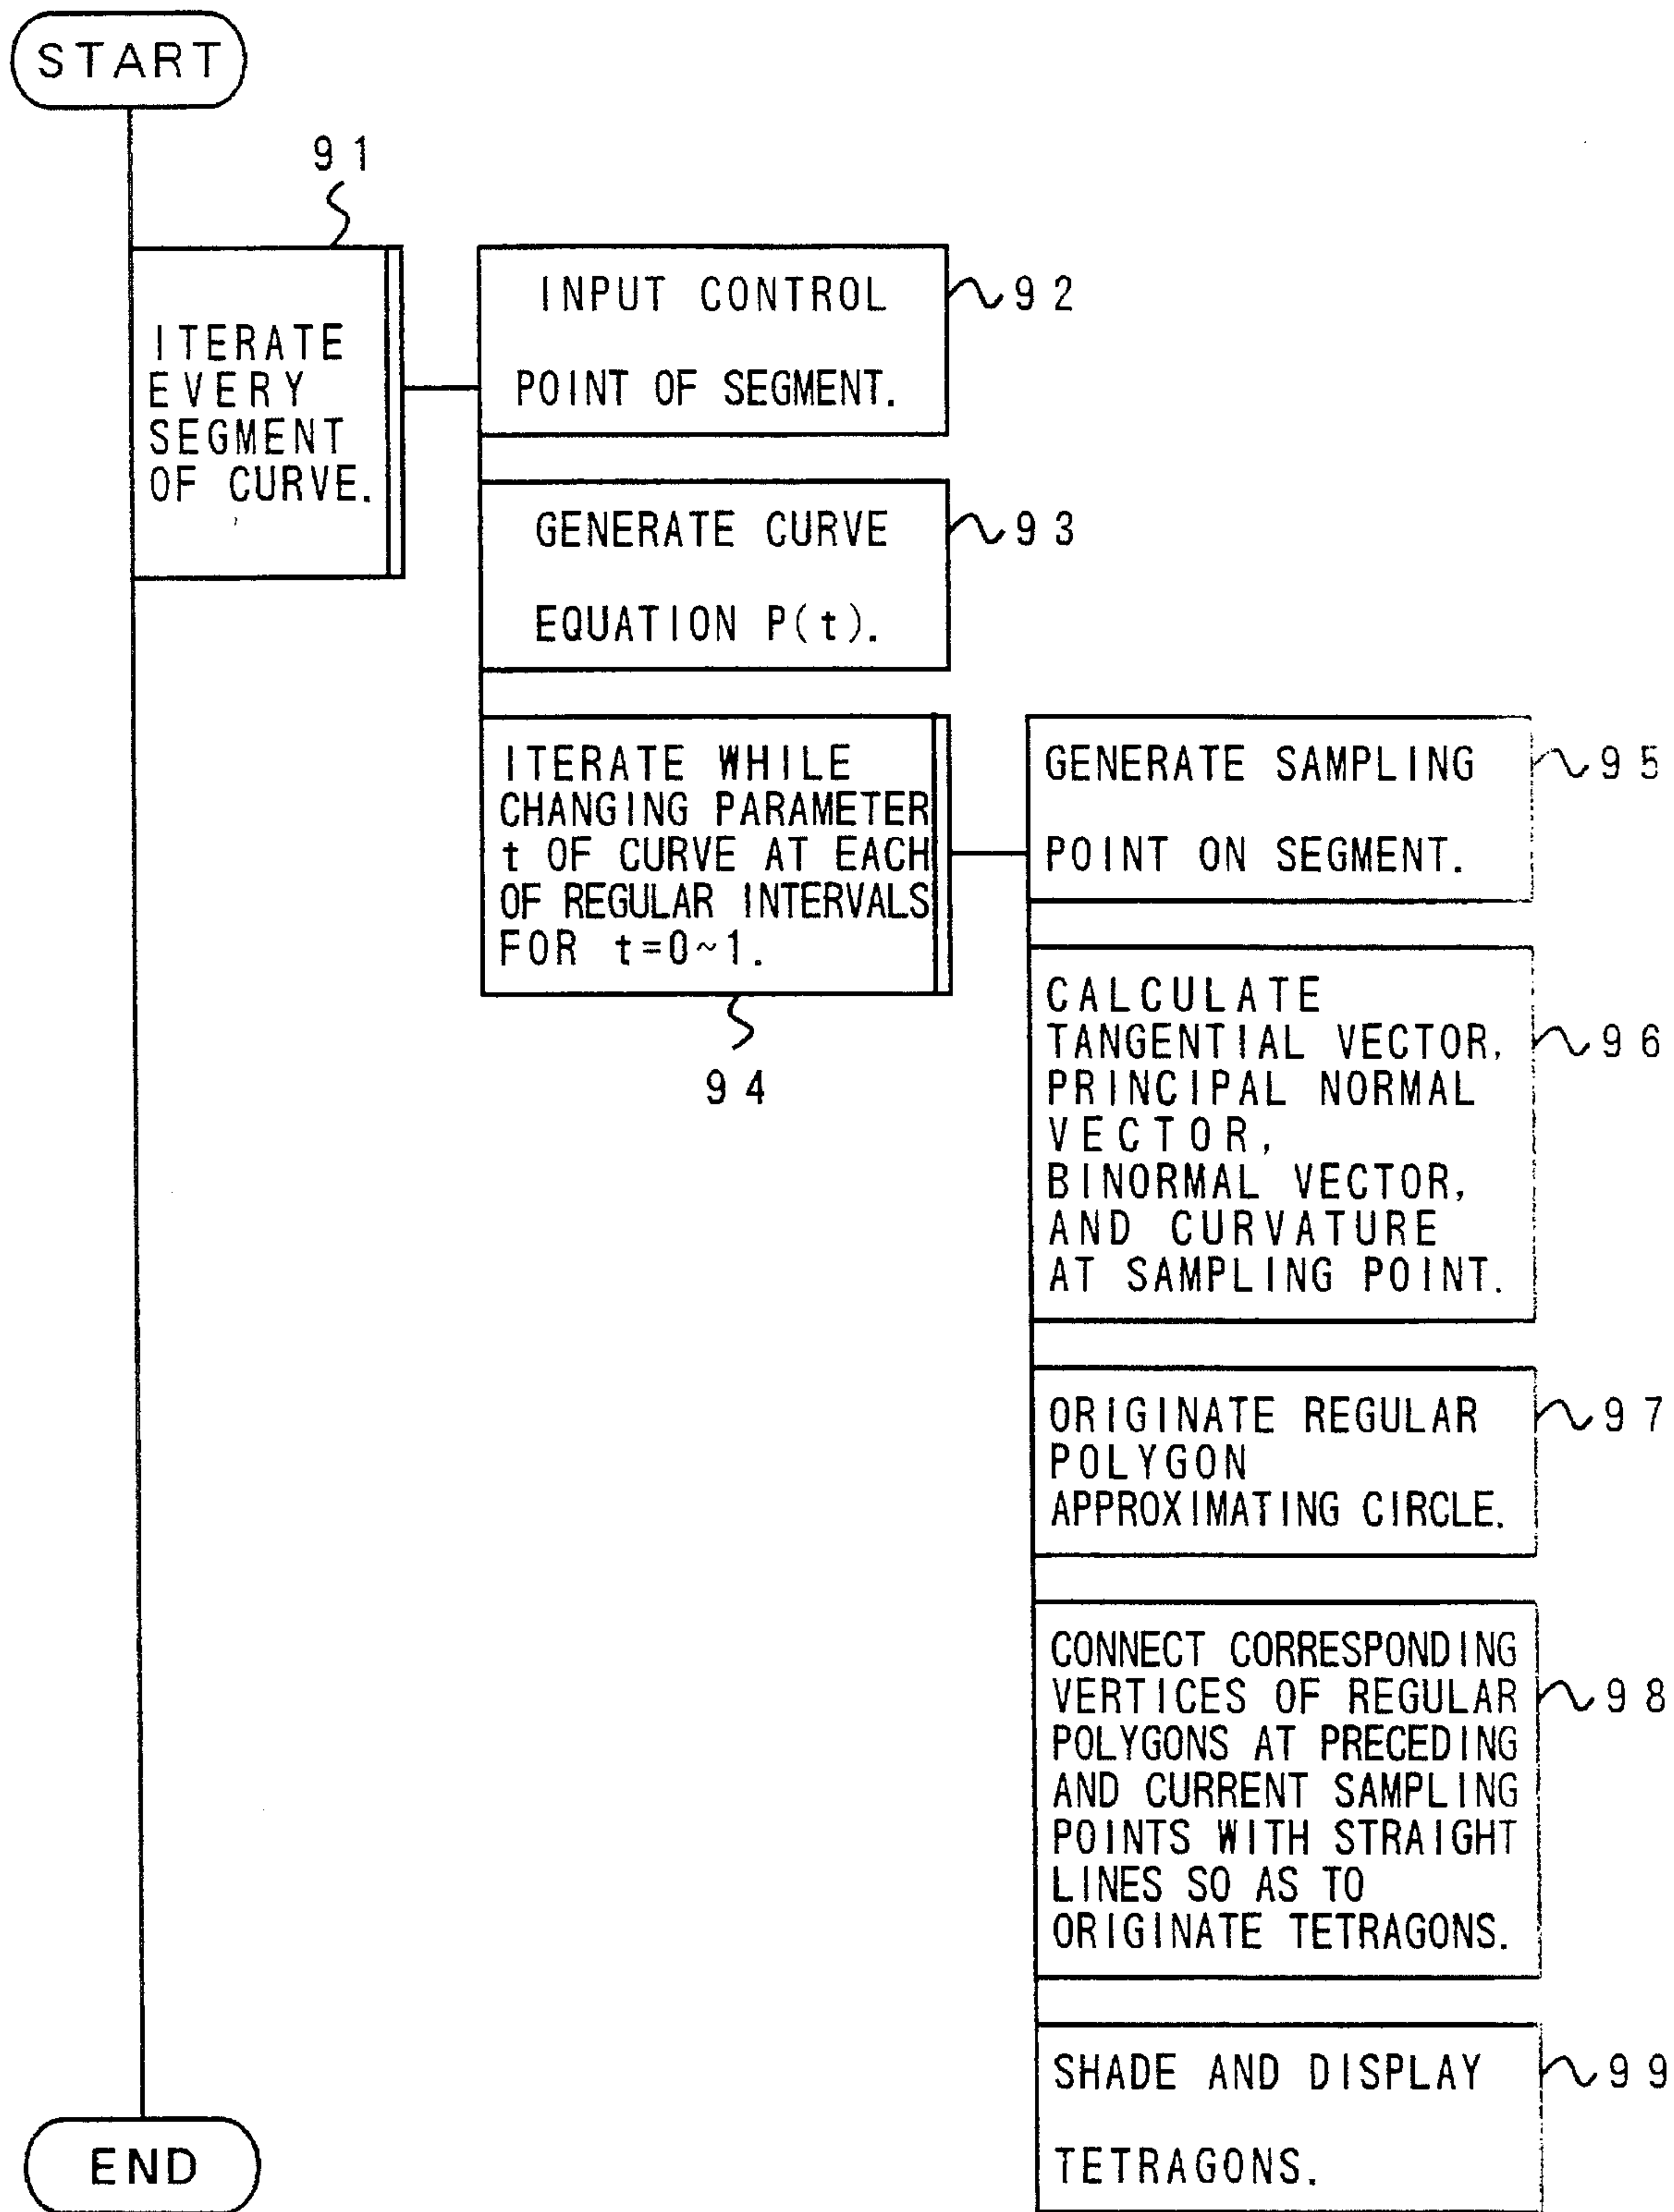 START
91
ITERATE
EVERY
SEGMENT
OF CURVE.
INPUT CONTROL
POINT OF SEGMENT.
92
GENERATE CURVE
EQUATION P(t).
93
ITERATE WHILE
CHANGING PARAMETER
t OF CURVE AT EACH
OF REGULAR INTERVALS
FOR t=0~1.
94
GENERATE SAMPLING
POINT ON SEGMENT.
95
CALCULATE
TANGENTIAL VECTOR,
PRINCIPAL NORMAL
VECTOR,
BINORMAL VECTOR,
AND CURVATURE
AT SAMPLING POINT.
96
ORIGINATE REGULAR
POLYGON
APPROXIMATING CIRCLE.
97
CONNECT CORRESPONDING
VERTICES OF REGULAR
POLYGONS AT PRECEDING
AND CURRENT SAMPLING
POINTS WITH STRAIGHT
LINES SO AS TO
ORIGINATE TETRAGONS.
98
SHADE AND DISPLAY
TETRAGONS.
99
END